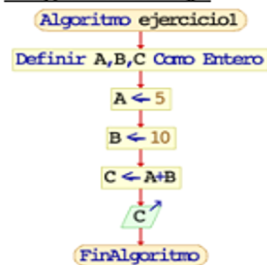 Algoritmo ejercicio1
Definir A,B,C Como Entero
A ← 5
B ← 10
C ← A+B
C
FinAlgoritmo